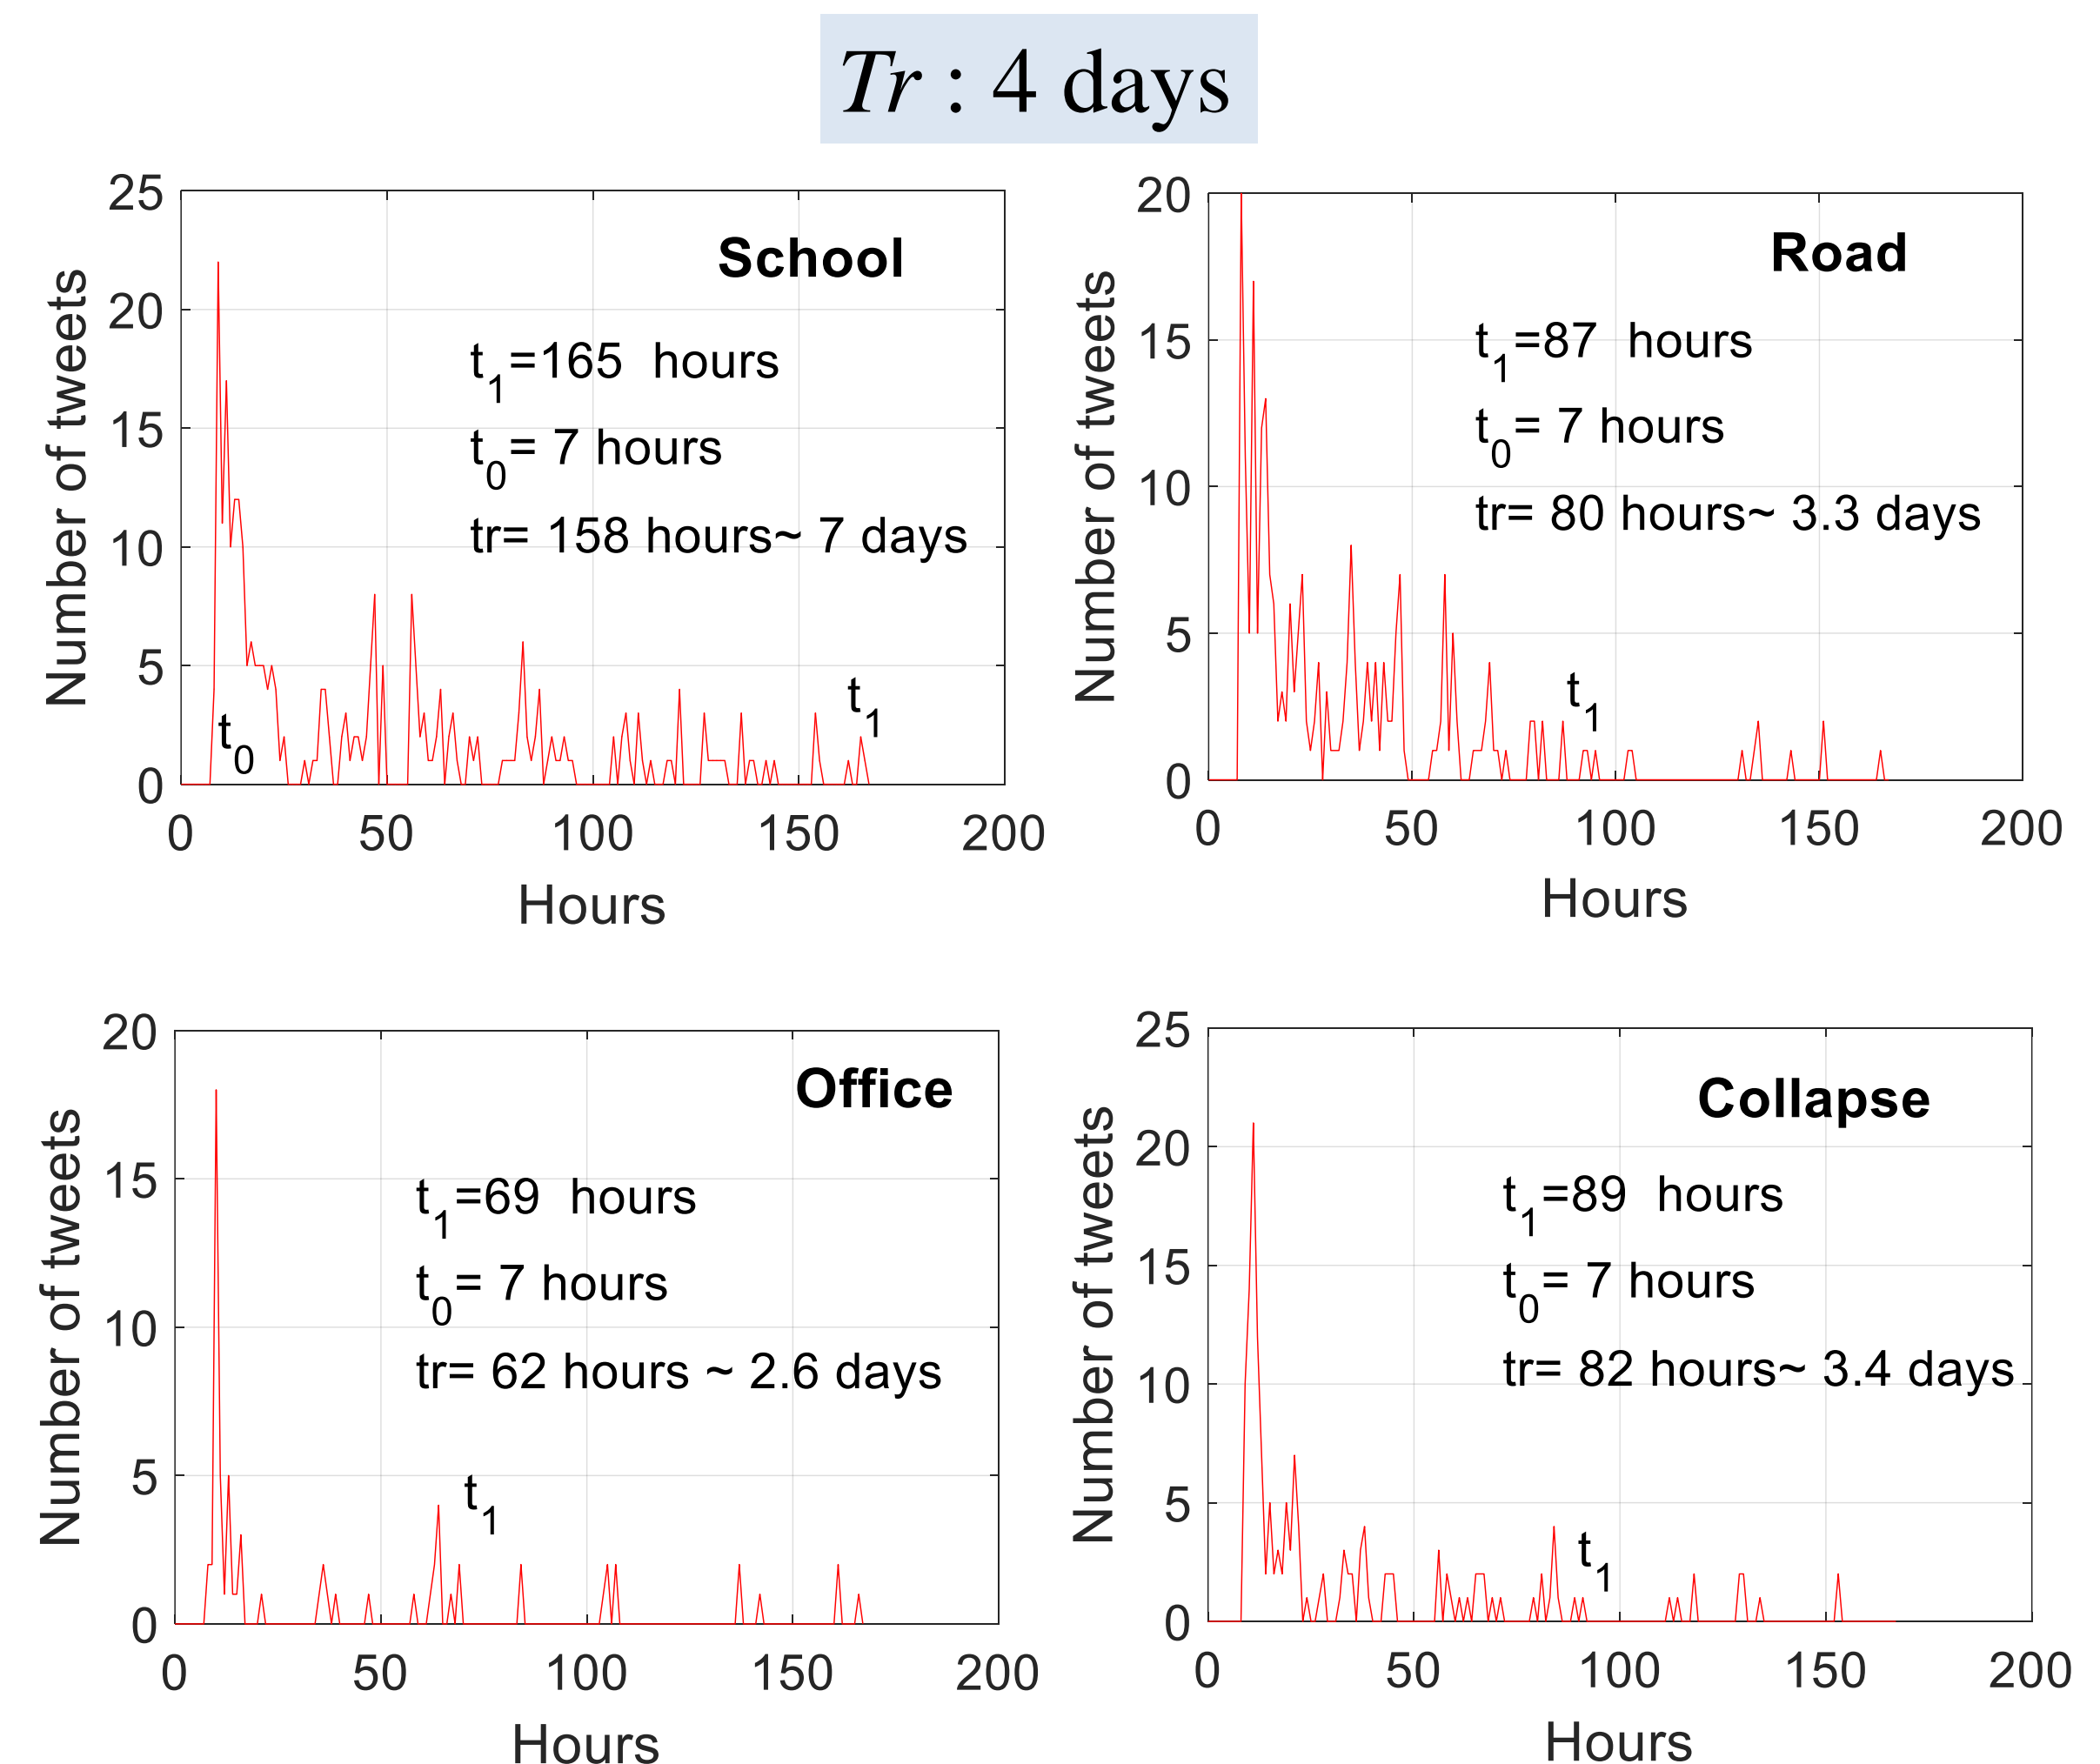 Tr : 4 days
School
t1=165 hours
t0= 7 hours
tr= 158 hours~ 7 days
t0
t1
25
20
15
10
5
0
0 50 100 150 200
Number of tweets
Hours
Road
t1=87 hours
t0= 7 hours
tr= 80 hours~ 3.3 days
t1
20
15
10
5
0
0 50 100 150 200
Number of tweets
Hours
Office
t1=69 hours
t0= 7 hours
tr= 62 hours ~ 2.6 days
t1
20
15
10
5
0
0 50 100 150 200
Number of tweets
Hours
Collapse
t1=89 hours
t0= 7 hours
tr= 82 hours~ 3.4 days
t1
25
20
15
10
5
0
0 50 100 150 200
Number of tweets
Hours